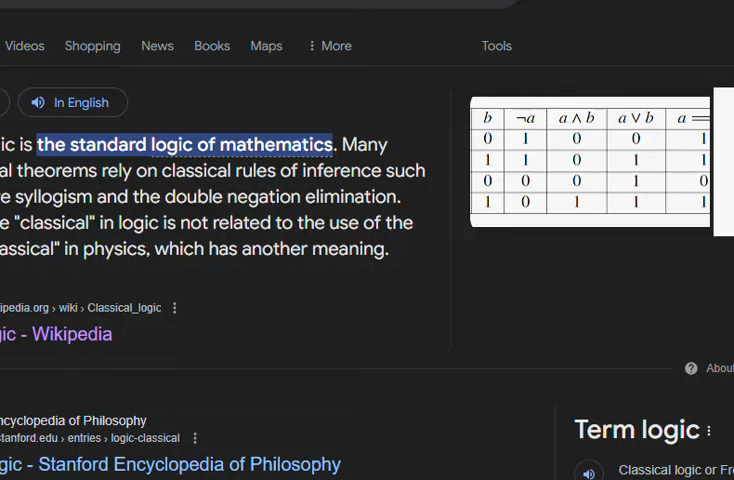 Videos Shopping News Books Maps More Tools
In English
ic is the standard logic of mathematics. Many
al theorems rely on classical rules of inference such
e syllogism and the double negation elimination.
e "classical" in logic is not related to the use of the
assical" in physics, which has another meaning.
b ¬a a ∧ b a ∨ b a =
0 1 0 0 1
1 1 0 1 1
0 0 0 1 0
1 0 1 1 1
ipedia.org › wiki › Classical_logic
gic - Wikipedia
About
ncyclopedia of Philosophy
stanford.edu › entries › logic-classical
gic - Stanford Encyclopedia of Philosophy
Term logic
Classical logic or Fr